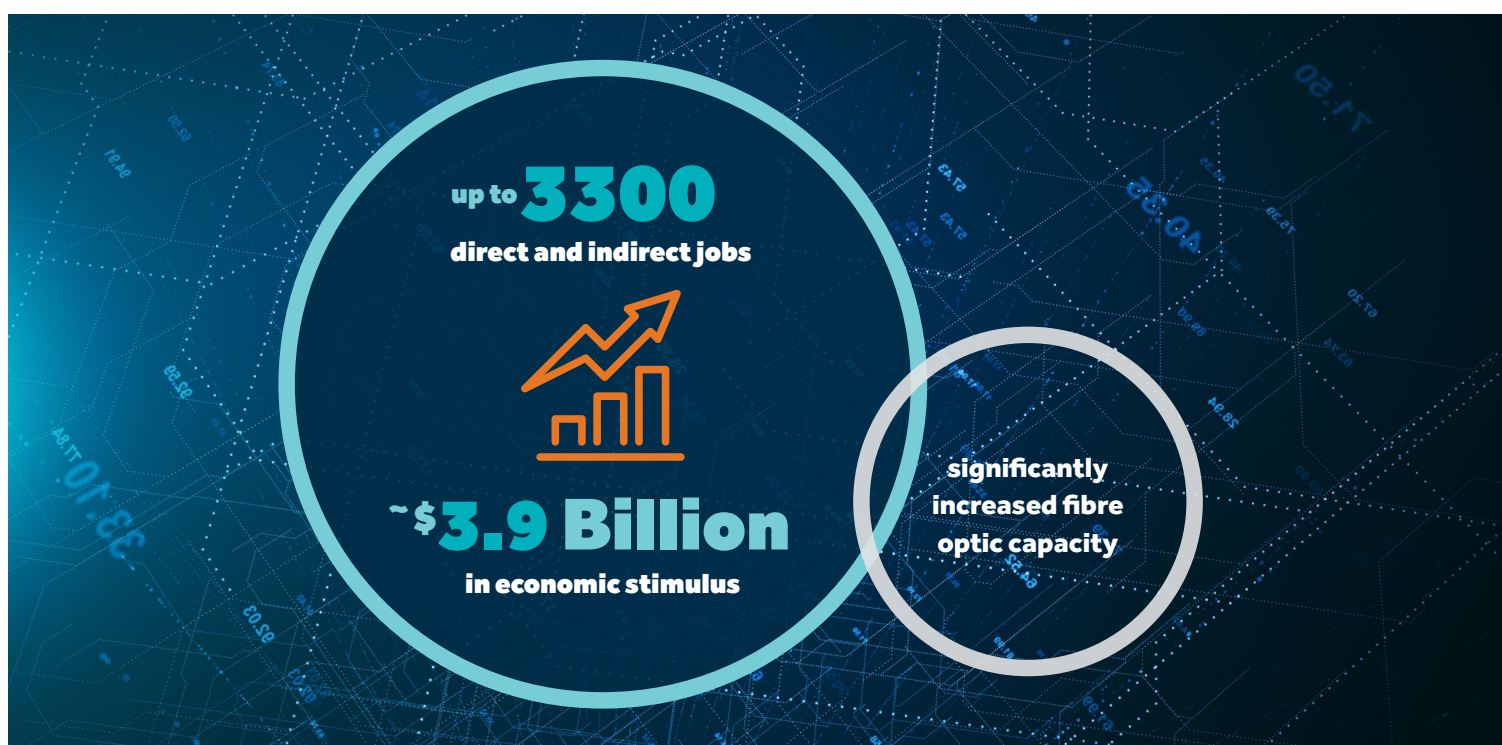 up to 3300
direct and indirect jobs
~$3.9 Billion
in economic stimulus
significantly
increased fibre
optic capacity